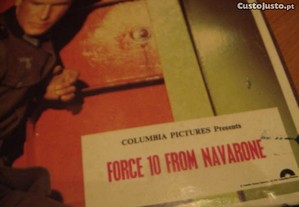 CustoJusto.pt
COLUMBIA PICTURES Presents
FORCE 10 FROM NAVARONE